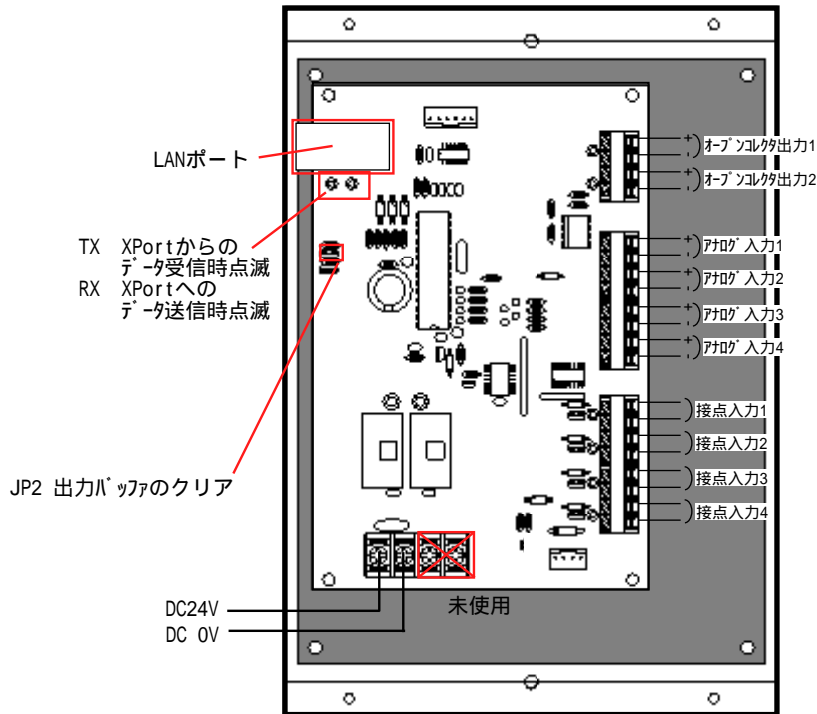 LANポート
TX XPortからの
データ受信時点滅
RX XPortへの
データ送信時点滅
JP2 出力バッファのクリア
DC24V
DC 0V
未使用
+
-
オープンコレクタ出力1
+
-
オープンコレクタ出力2
+
-
アナログ入力1
+
-
アナログ入力2
+
-
アナログ入力3
+
-
アナログ入力4
接点入力1
接点入力2
接点入力3
接点入力4